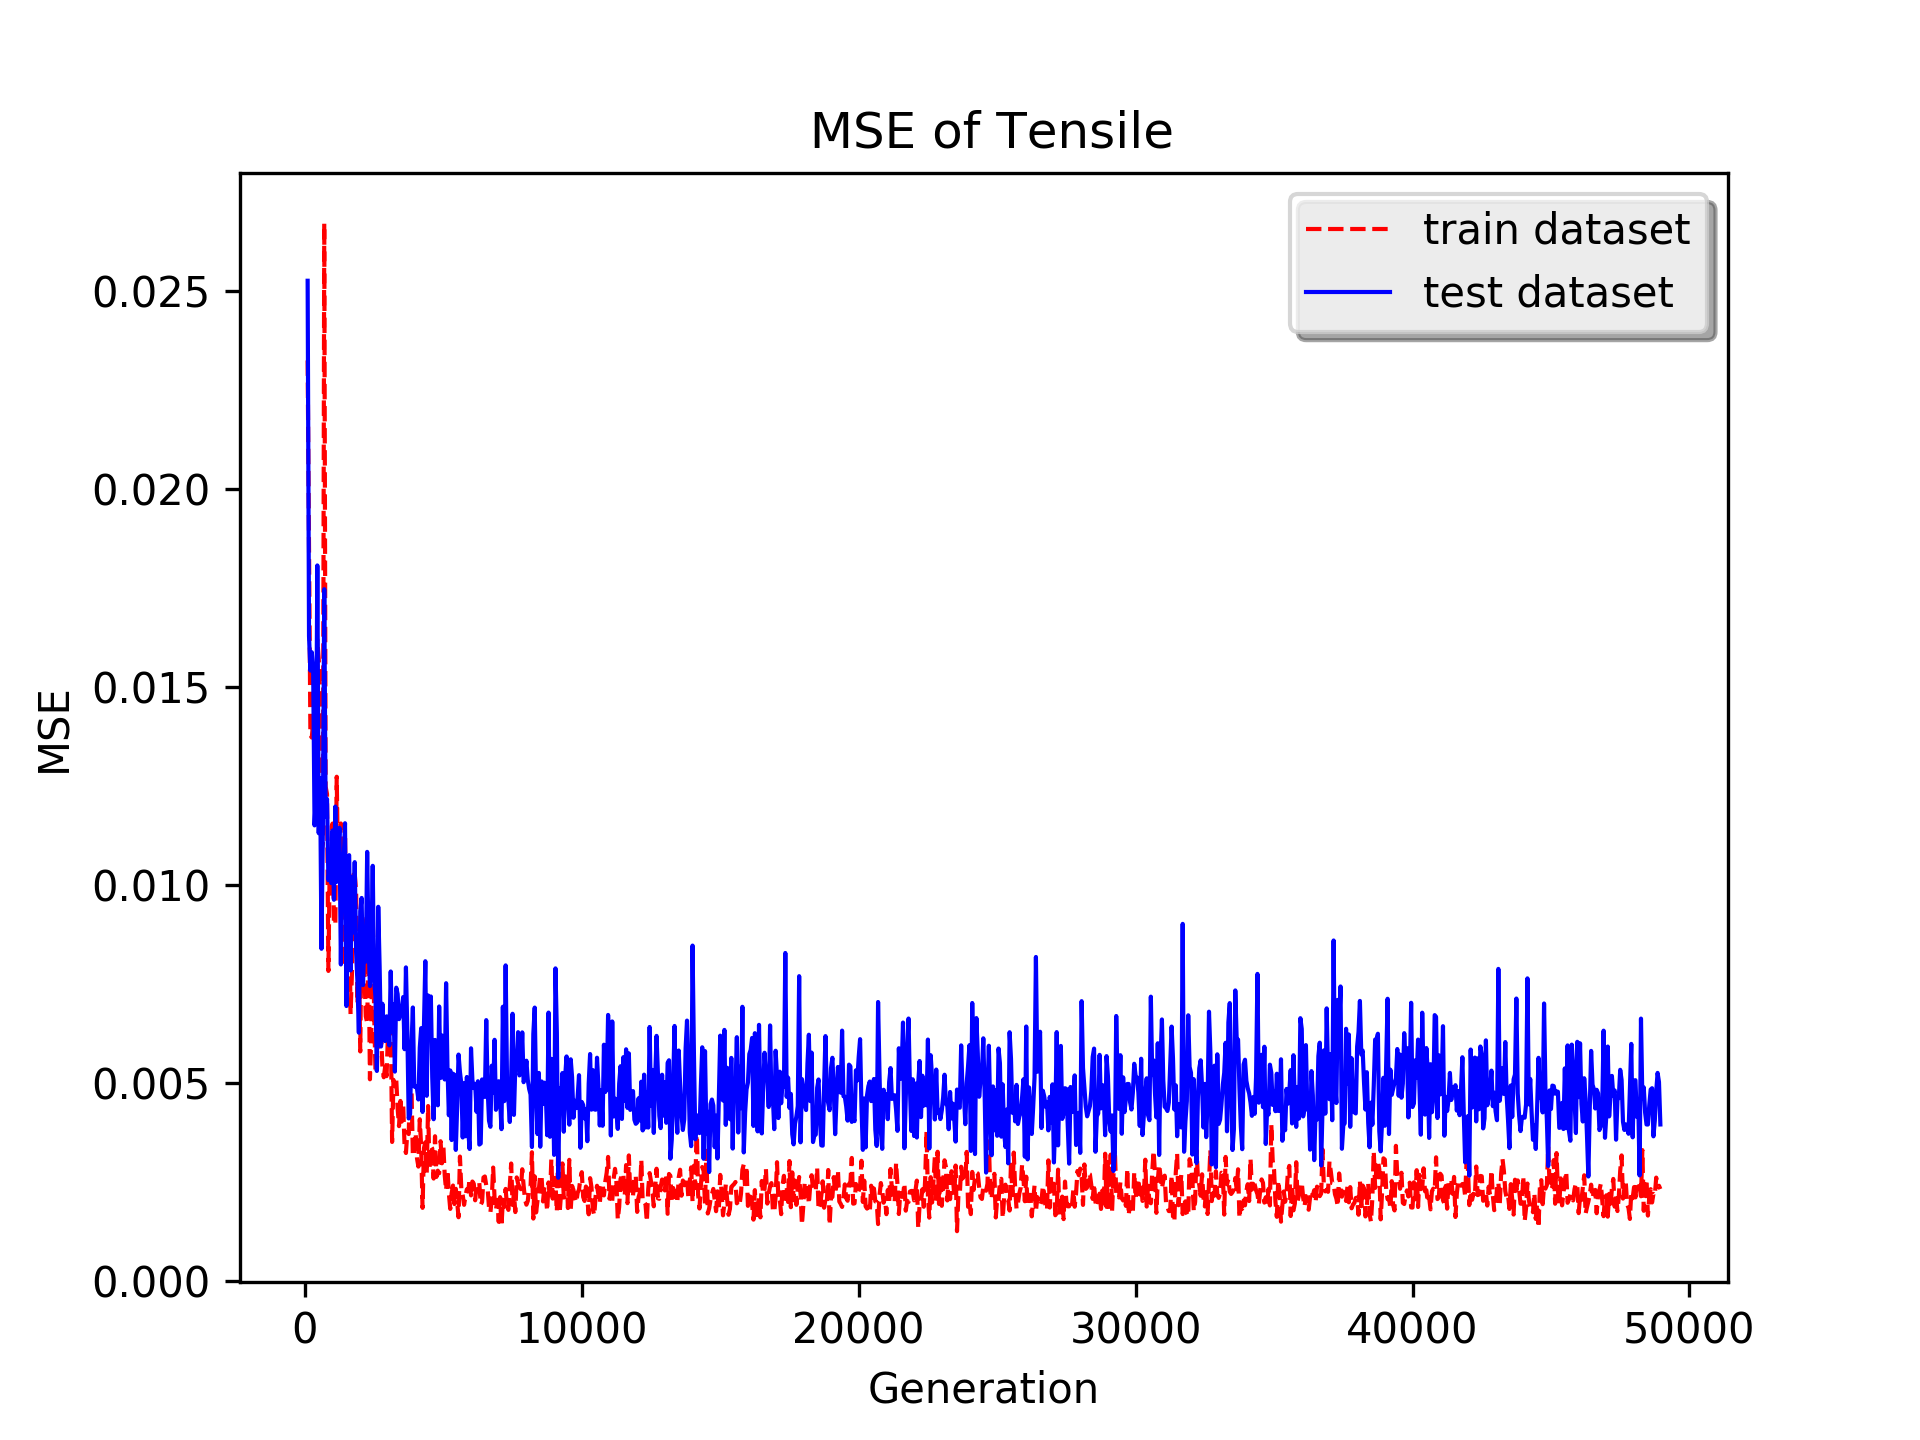 MSE of Tensile
train dataset
test dataset
0.025
0.020
0.015
0.010
0.005
0.000
MSE
0 10000 20000 30000 40000 50000
Generation